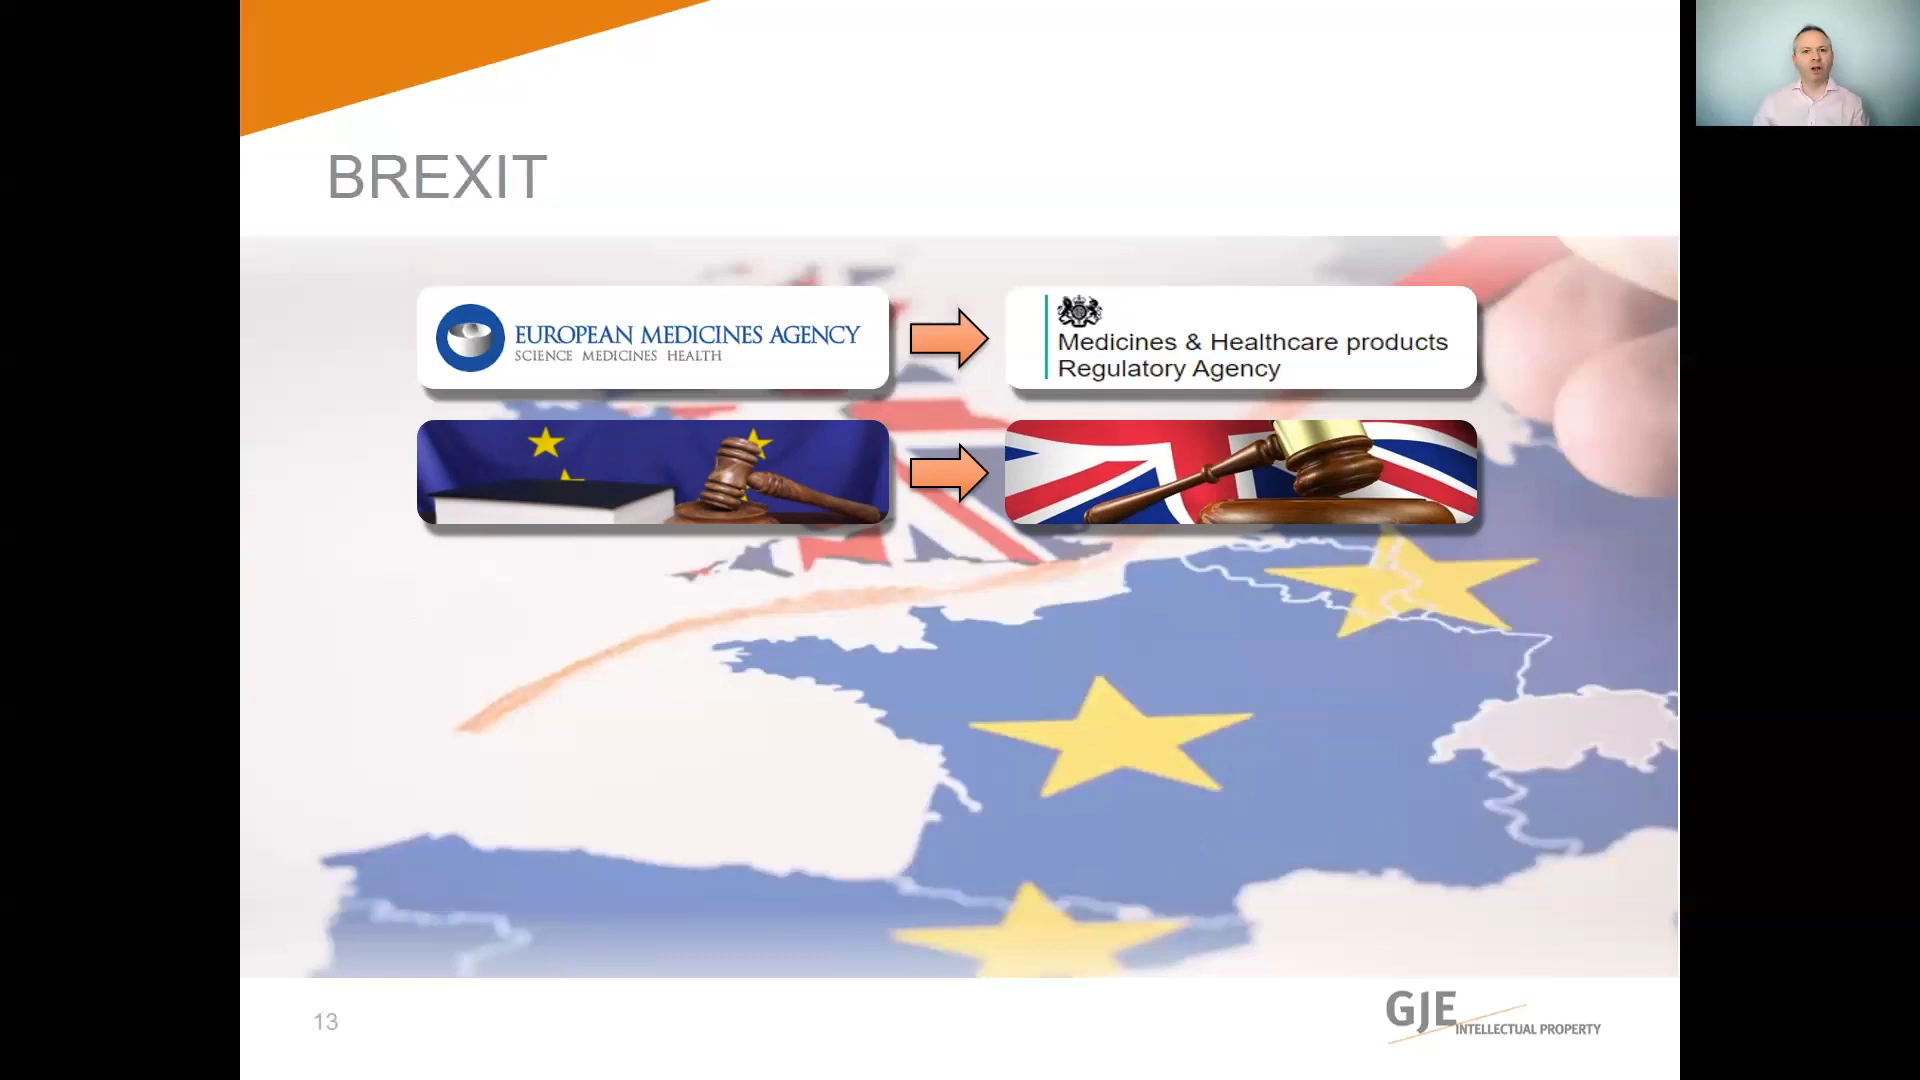 BREXIT
EUROPEAN MEDICINES AGENCY
SCIENCE MEDICINES HEALTH
Medicines & Healthcare products
Regulatory Agency
13
GJE
INTELLECTUAL PROPERTY